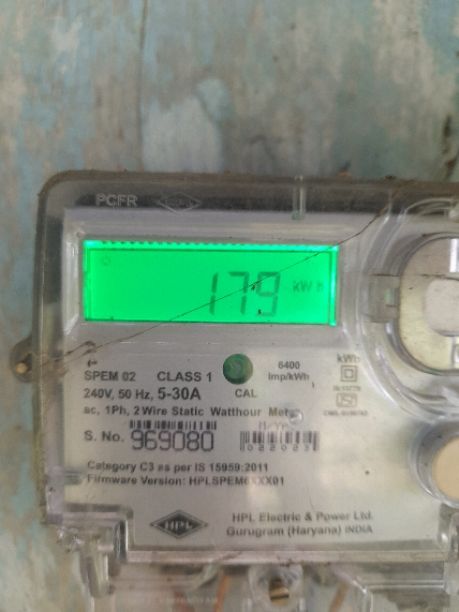 PCFR HPL
179 kWh
SPEM 02 CLASS 1 6400 kWh
240V, 50 Hz, 5-30A CAL imp/kWh
ac, 1Ph, 2 Wire Static Watthour Meter
S. No. 969080
Category C3 as per IS 15959:2011
HPL HPL Electric & Power Ltd.
Gurugram (Haryana) INDIA